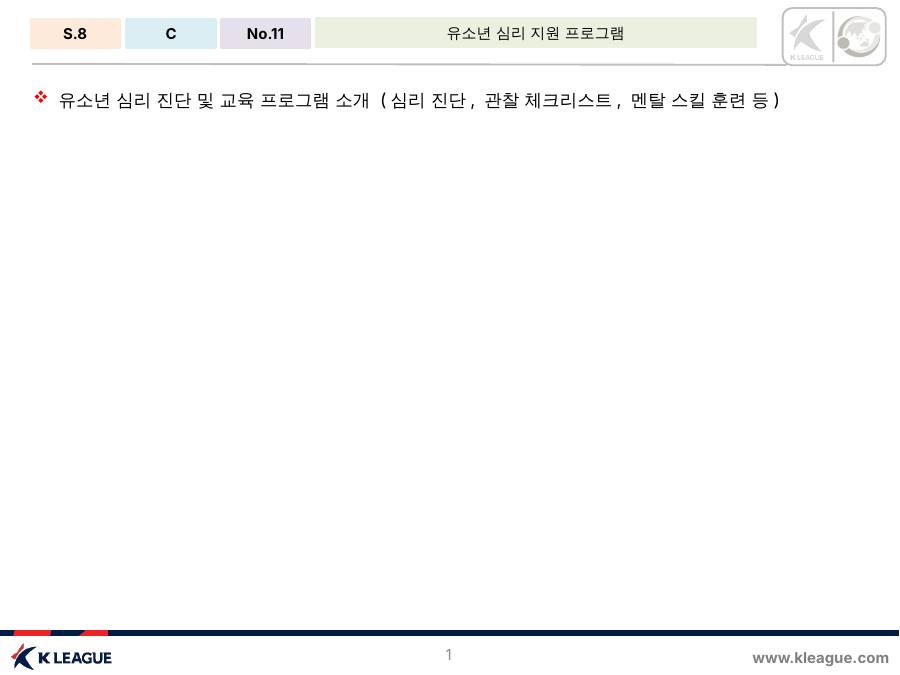 S.8
C
No.11
유소년 심리 지원 프로그램
K LEAGUE
유소년 심리 진단 및 교육 프로그램 소개 (심리 진단, 관찰 체크리스트, 멘탈 스킬 훈련 등)
K LEAGUE
1
www.kleague.com